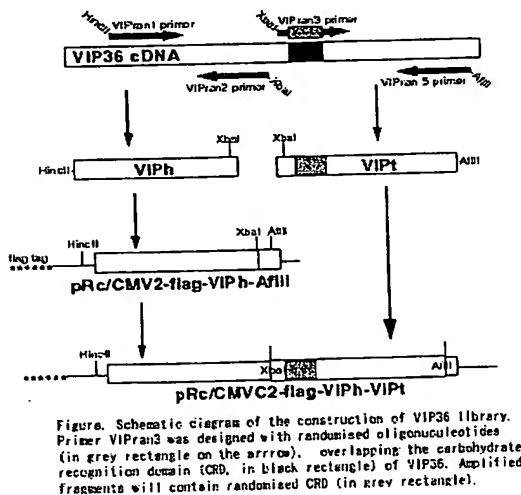 HincII VIPran1 primer XbaI VIPran3 primer
VIP36 cDNA
VIPran2 primer XbaI VIPran 5 primer AflII
XbaI XbaI
HincII VIPh VIPt AflII
flag tag HincII XbaI AflII
pRc/CMV2-flag-VIPh-AflII
HincII XbaI AflII
pRc/CMVC2-flag-VIPh-VIPt
Figure. Schematic diagram of the construction of VIP36 library.
Primer VIPran3 was designed with randomised oligonuculeotides
(in grey rectangle on the arrrow), overlapping the carbohydrate
recognition domain (CRD, in black rectangle) of VIP36. Amplified
fragments will contain randomised CRD (in grey rectangle).